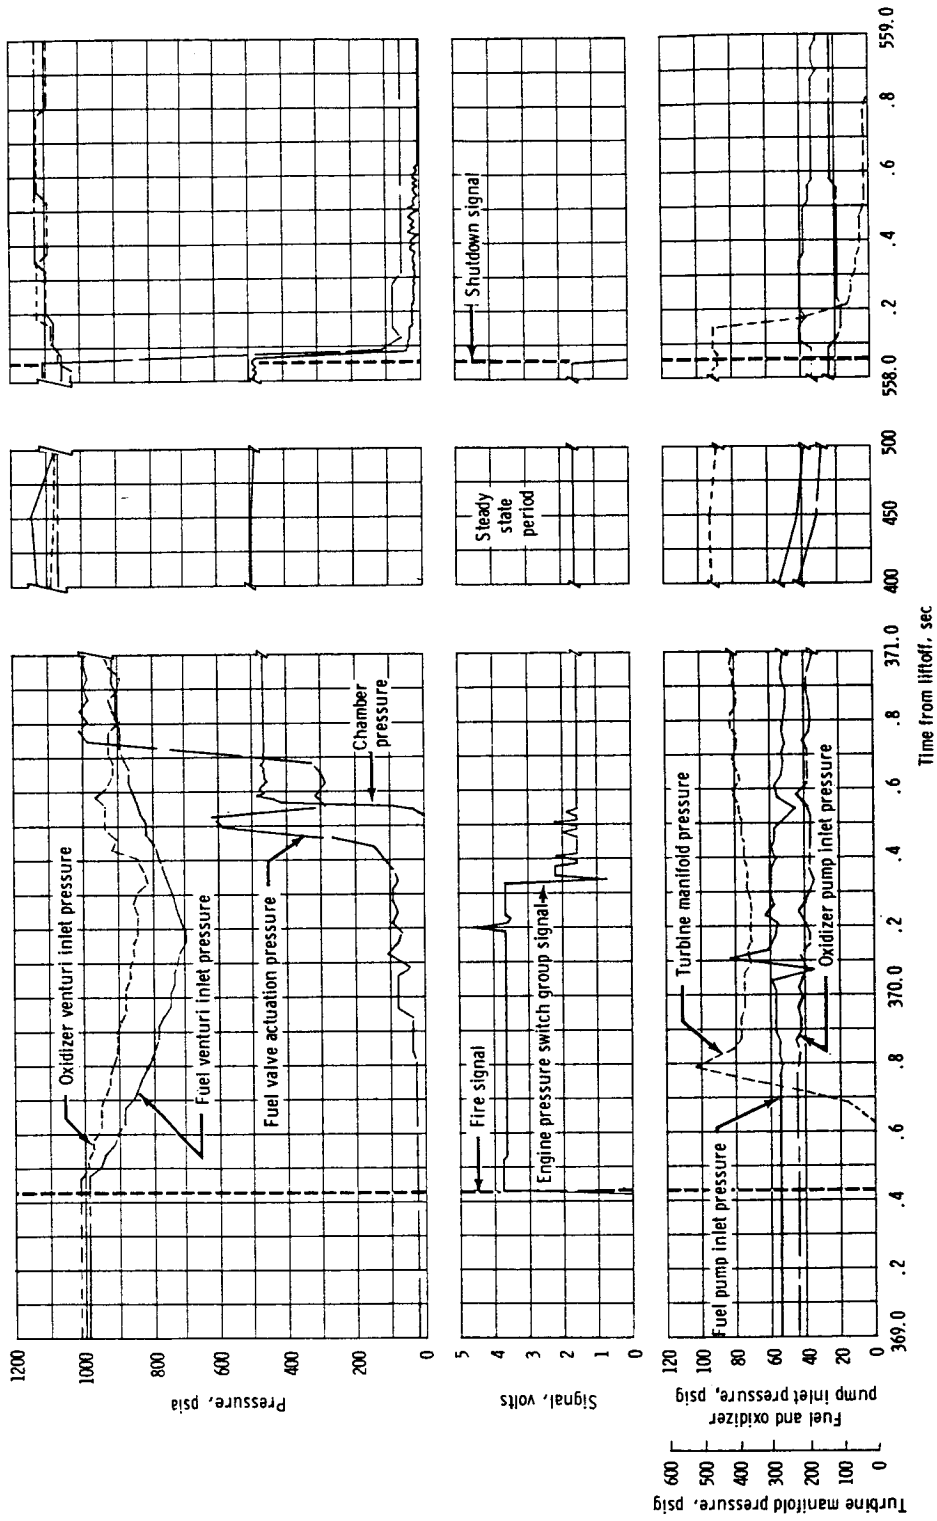 1200
1000
800
600
400
200
0
Pressure, psia
Oxidizer venturi inlet pressure
Fuel venturi inlet pressure
Fuel valve actuation pressure
Chamber
pressure
5
4
3
2
1
0
Signal, volts
Fire signal
Engine pressure switch group signal
Steady
state
period
Shutdown signal
600
500
400
300
200
100
0
Turbine manifold pressure, psig
120
100
80
60
40
20
0
Fuel and oxidizer
pump inlet pressure, psig
Fuel pump inlet pressure
Turbine manifold pressure
Oxidizer pump inlet pressure
369.0
.2
.4
.6
.8
370.0
.2
.4
.6
.8
371.0
400
450
500
558.0
.2
.4
.6
.8
559.0
Time from liftoff, sec